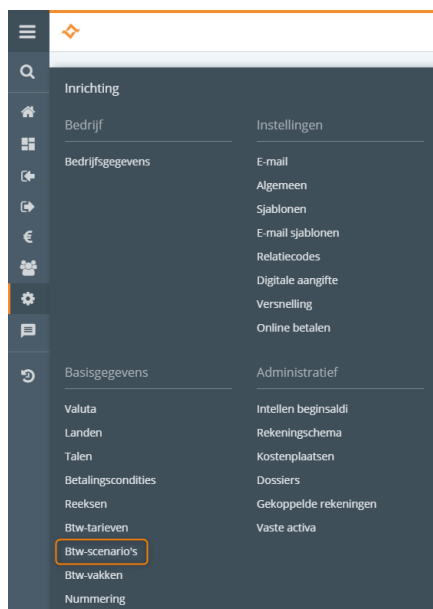 Inrichting
Bedrijf
Bedrijfsgegevens
Instellingen
E-mail
Algemeen
Sjablonen
E-mail sjablonen
Relatiecodes
Digitale aangifte
Versnelling
Online betalen
Basisgegevens
Valuta
Landen
Talen
Betalingscondities
Reeksen
Btw-tarieven
Btw-scenario's
Btw-vakken
Nummering
Administratief
Intellen beginsaldi
Rekeningschema
Kostenplaatsen
Dossiers
Gekoppelde rekeningen
Vaste activa